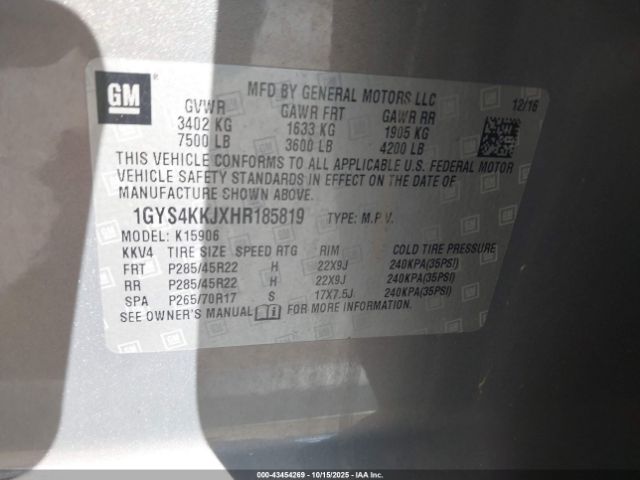 GM
MFD BY GENERAL MOTORS LLC
12/16
GVWR GAWR FRT GAWR RR
3402 KG 1633 KG 1905 KG
7500 LB 3600 LB 4200 LB
THIS VEHICLE CONFORMS TO ALL APPLICABLE U.S. FEDERAL MOTOR
VEHICLE SAFETY STANDARDS IN EFFECT ON THE DATE OF
MANUFACTURE SHOWN ABOVE.
1GYS4KKJXHR185819 TYPE: M.P.V.
MODEL: K15906
KKV4 TIRE SIZE SPEED RTG RIM COLD TIRE PRESSURE
FRT P285/45R22 H 22X9J 240KPA(35PSI)
RR P285/45R22 H 22X9J 240KPA(35PSI)
SPA P265/70R17 S 17X7.5J 240KPA(35PSI)
SEE OWNER'S MANUAL FOR MORE INFORMATION.
000-43454269 - 10/15/2025 - IAA Inc.